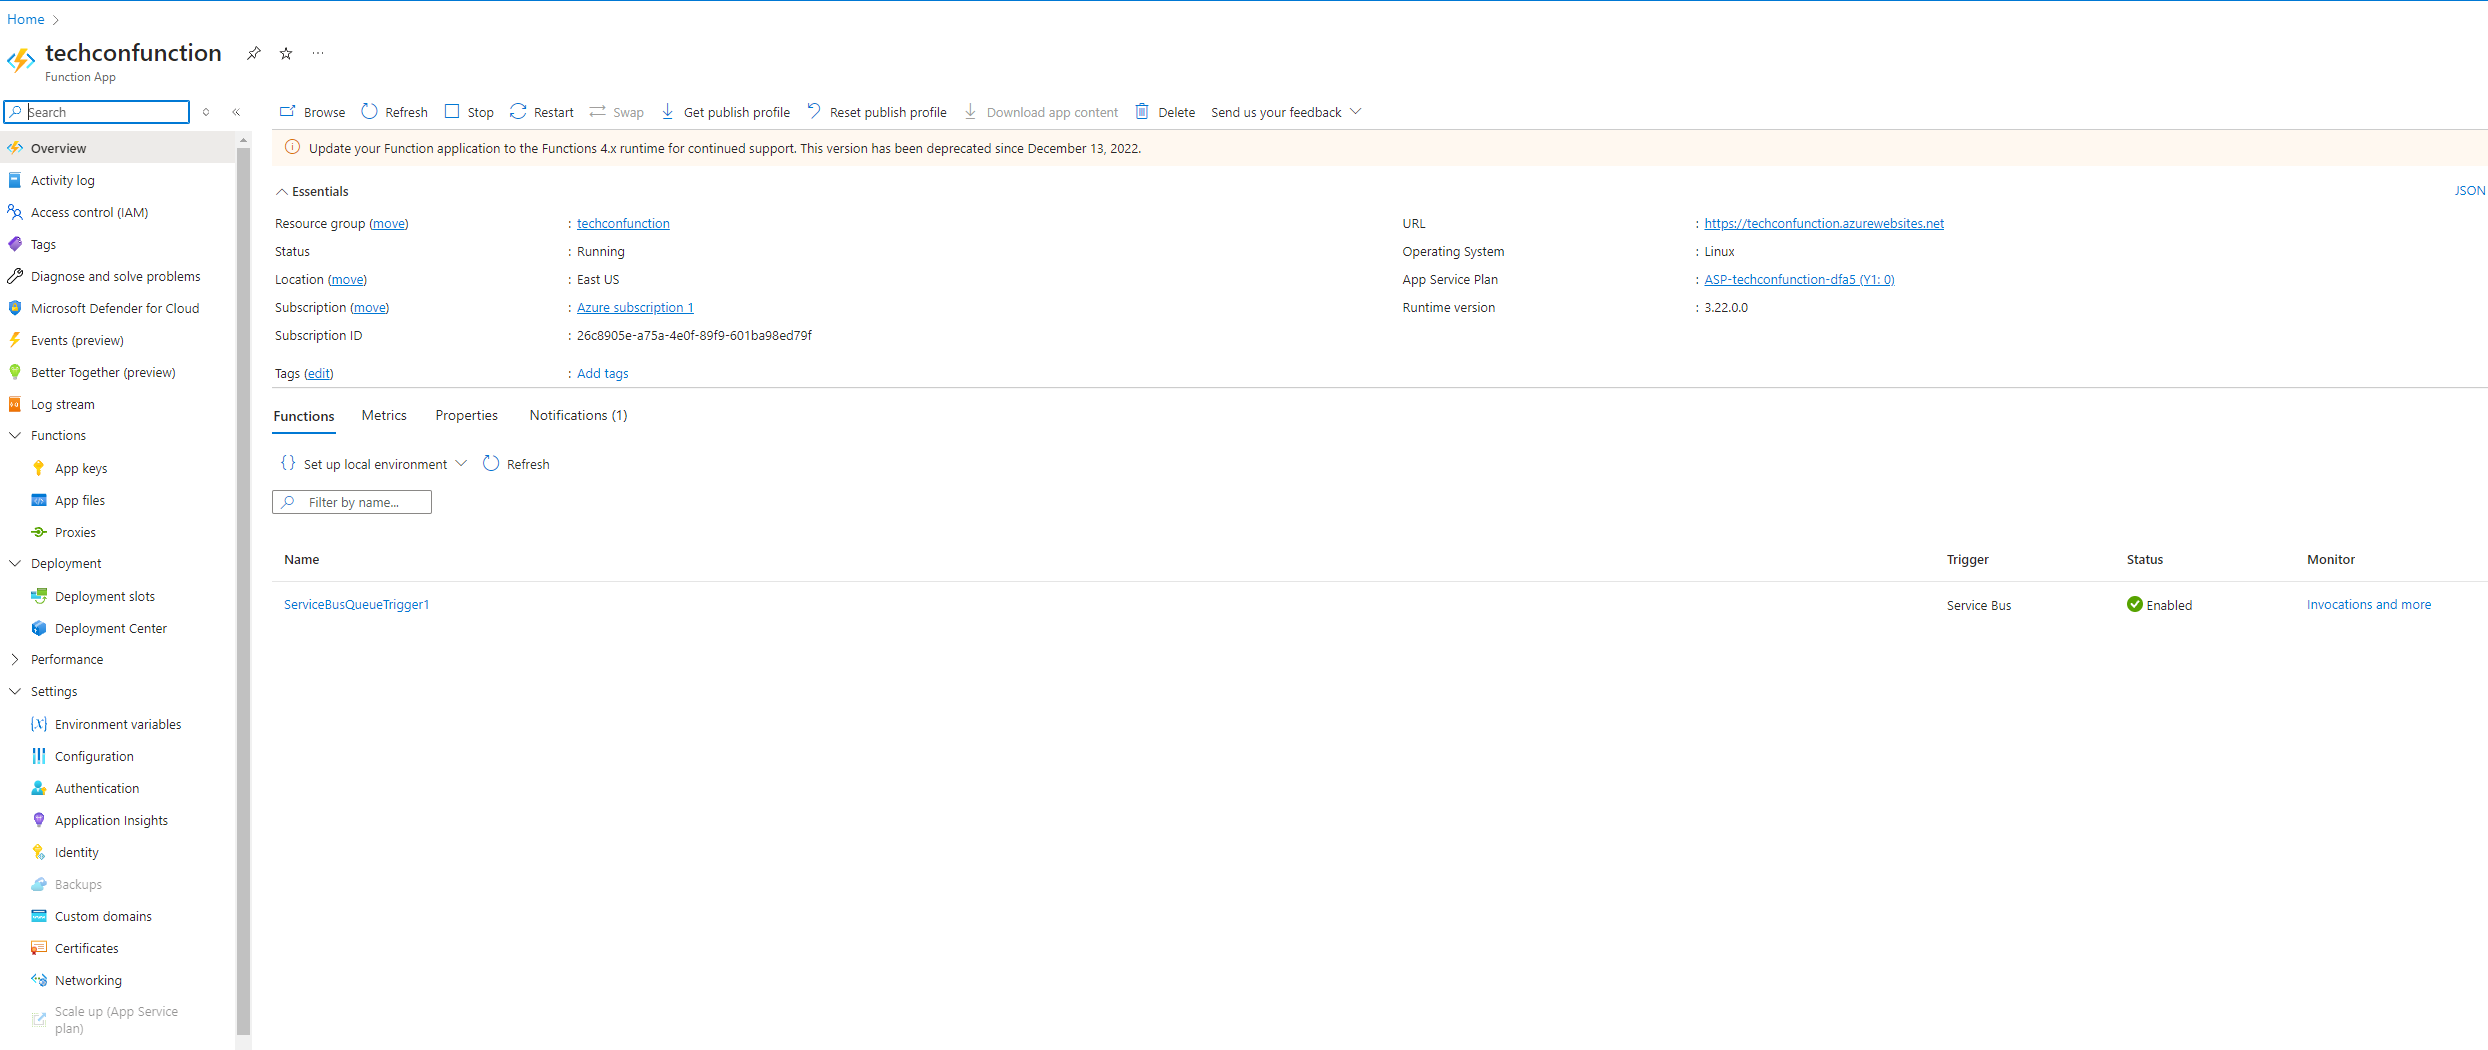 Home
techconfunction
Function App
Search
Browse Refresh Stop Restart Swap Get publish profile Reset publish profile Download app content Delete Send us your feedback
Overview
Activity log
Access control (IAM)
Tags
Diagnose and solve problems
Microsoft Defender for Cloud
Events (preview)
Better Together (preview)
Log stream
Functions
App keys
App files
Proxies
Deployment
Deployment slots
Deployment Center
Performance
Settings
Environment variables
Configuration
Authentication
Application Insights
Identity
Backups
Custom domains
Certificates
Networking
Scale up (App Service
plan)
Update your Function application to the Functions 4.x runtime for continued support. This version has been deprecated since December 13, 2022.
Essentials JSON
Resource group (move) : techconfunction
Status : Running
Location (move) : East US
Subscription (move) : Azure subscription 1
Subscription ID : 26c8905e-a75a-4e0f-89f9-601ba98ed79f
URL : https://techconfunction.azurewebsites.net
Operating System : Linux
App Service Plan : ASP-techconfunction-dfa5 (Y1: 0)
Runtime version : 3.22.0.0
Tags (edit) : Add tags
Functions Metrics Properties Notifications (1)
Set up local environment Refresh
Filter by name...
Name Trigger Status Monitor
ServiceBusQueueTrigger1 Service Bus Enabled Invocations and more